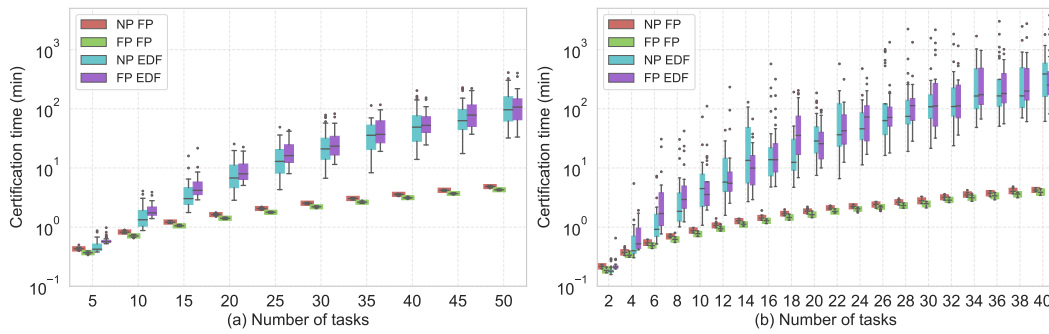 NP FP
FP FP
NP EDF
FP EDF
Certification time (min)
10³
10²
10¹
10⁰
10⁻¹
5 10 15 20 25 30 35 40 45 50
(a) Number of tasks
NP FP
FP FP
NP EDF
FP EDF
Certification time (min)
10³
10²
10¹
10⁰
10⁻¹
2 4 6 8 10 12 14 16 18 20 22 24 26 28 30 32 34 36 38 40
(b) Number of tasks